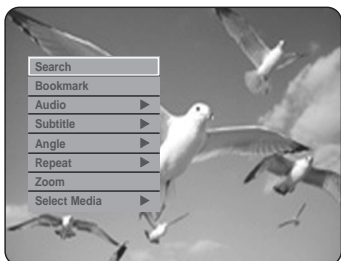 Search
Bookmark
Audio
Subtitle
Angle
Repeat
Zoom
Select Media